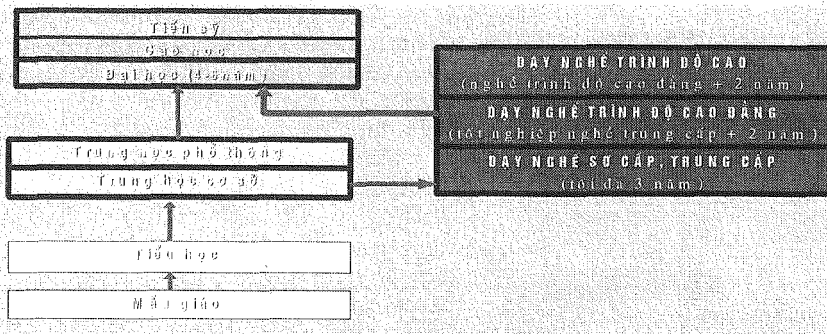 Tiến sỹ
Cao học
Đại học (4-6 năm)
Trung học phổ thông
Trung học cơ sở
Tiểu học
Mẫu giáo
DẠY NGHỀ TRÌNH ĐỘ CAO
(nghề trình độ cao đẳng + 2 năm)
DẠY NGHỀ TRÌNH ĐỘ CAO ĐẲNG
(tốt nghiệp nghề trung cấp + 2 năm)
DẠY NGHỀ SƠ CẤP, TRUNG CẤP
(tối đa 3 năm)